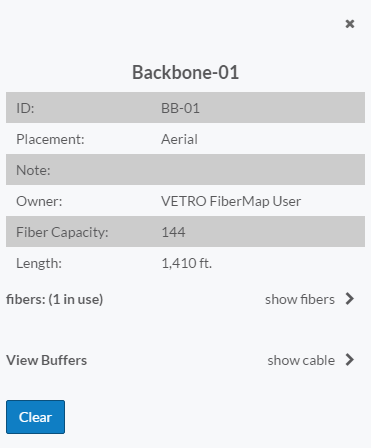 Backbone-01
ID: BB-01
Placement: Aerial
Note:
Owner: VETRO FiberMap User
Fiber Capacity: 144
Length: 1,410 ft.
fibers: (1 in use) show fibers
View Buffers show cable
Clear